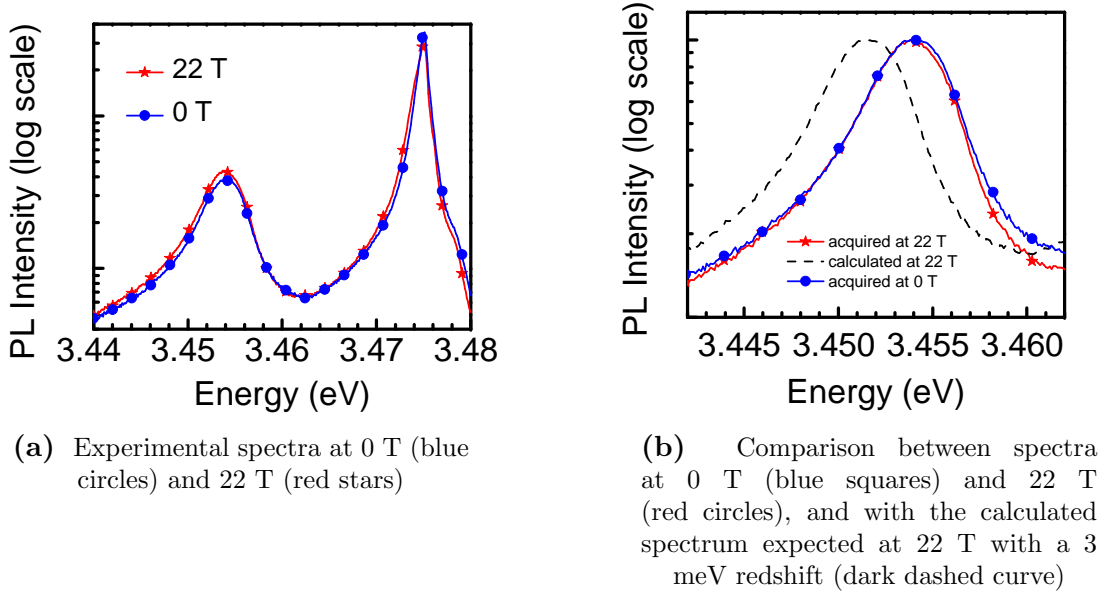 PL Intensity (log scale)
22 T
0 T
3.44 3.45 3.46 3.47 3.48
Energy (eV)
(a) Experimental spectra at 0 T (blue
circles) and 22 T (red stars)
PL Intensity (log scale)
acquired at 22 T
calculated at 22 T
acquired at 0 T
3.445 3.450 3.455 3.460
Energy (eV)
(b) Comparison between spectra
at 0 T (blue squares) and 22 T
(red circles), and with the calculated
spectrum expected at 22 T with a 3
meV redshift (dark dashed curve)